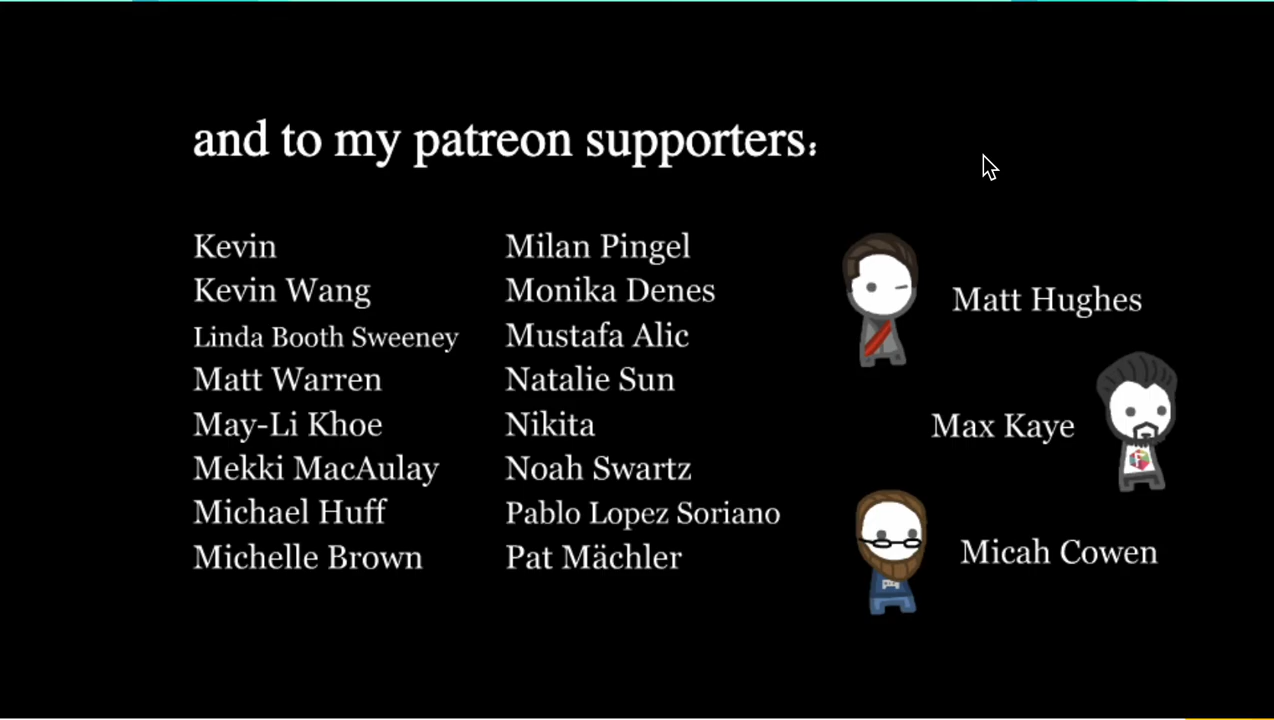 and to my patreon supporters:
Kevin
Kevin Wang
Linda Booth Sweeney
Matt Warren
May-Li Khoe
Mekki MacAulay
Michael Huff
Michelle Brown
Milan Pingel
Monika Denes
Mustafa Alic
Natalie Sun
Nikita
Noah Swartz
Pablo Lopez Soriano
Pat Mächler
Matt Hughes
Max Kaye
Micah Cowen